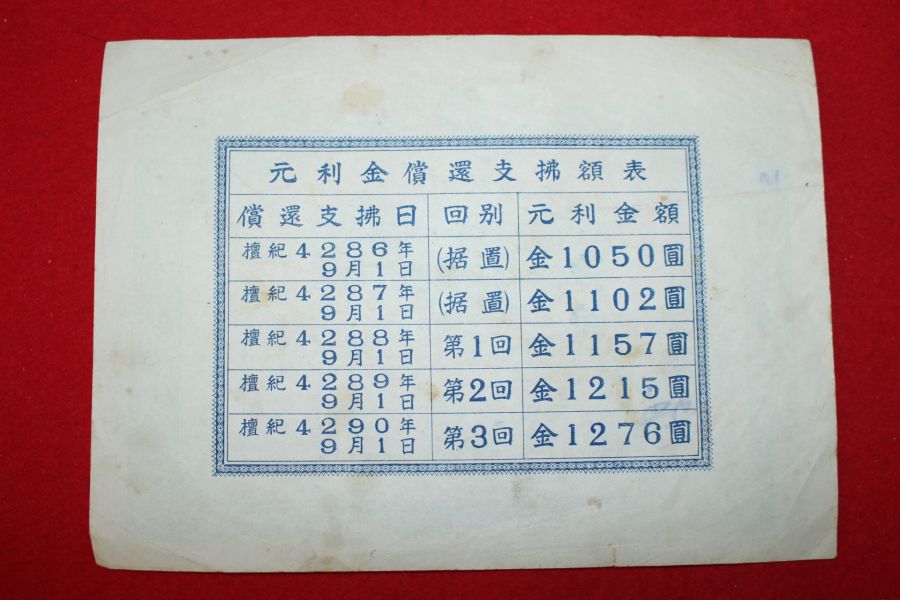 元利金償還支拂額表
償還支拂日 回別 元利金額
檀紀4286年 (据置) 金1050圓
9月1日
檀紀4287年 (据置) 金1102圓
9月1日
檀紀4288年 第1回 金1157圓
9月1日
檀紀4289年 第2回 金1215圓
9月1日
檀紀4290年 第3回 金1276圓
9月1日